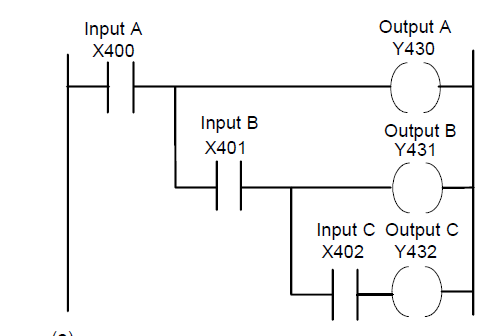 Input A
X400
Output A
Y430
Input B
X401
Output B
Y431
Input C
X402
Output C
Y432